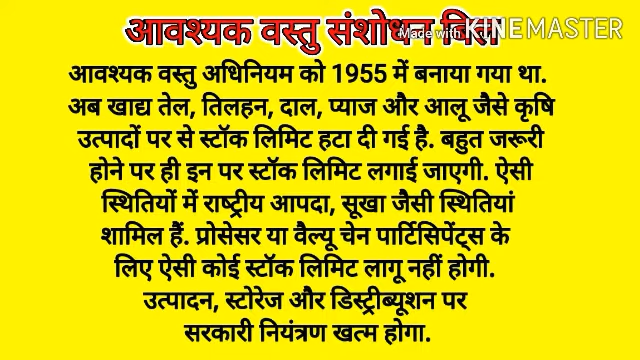 आवश्यक वस्तु संशोधन बिल
Made with KINEMASTER
आवश्यक वस्तु अधिनियम को 1955 में बनाया गया था.
अब खाद्य तेल, तिलहन, दाल, प्याज और आलू जैसे कृषि
उत्पादों पर से स्टॉक लिमिट हटा दी गई है. बहुत जरूरी
होने पर ही इन पर स्टॉक लिमिट लगाई जाएगी. ऐसी
स्थितियों में राष्ट्रीय आपदा, सूखा जैसी स्थितियां
शामिल हैं. प्रोसेसर या वैल्यू चेन पार्टिसिपेंट्स के
लिए ऐसी कोई स्टॉक लिमिट लागू नहीं होगी.
उत्पादन, स्टोरेज और डिस्ट्रीब्यूशन पर
सरकारी नियंत्रण खत्म होगा.